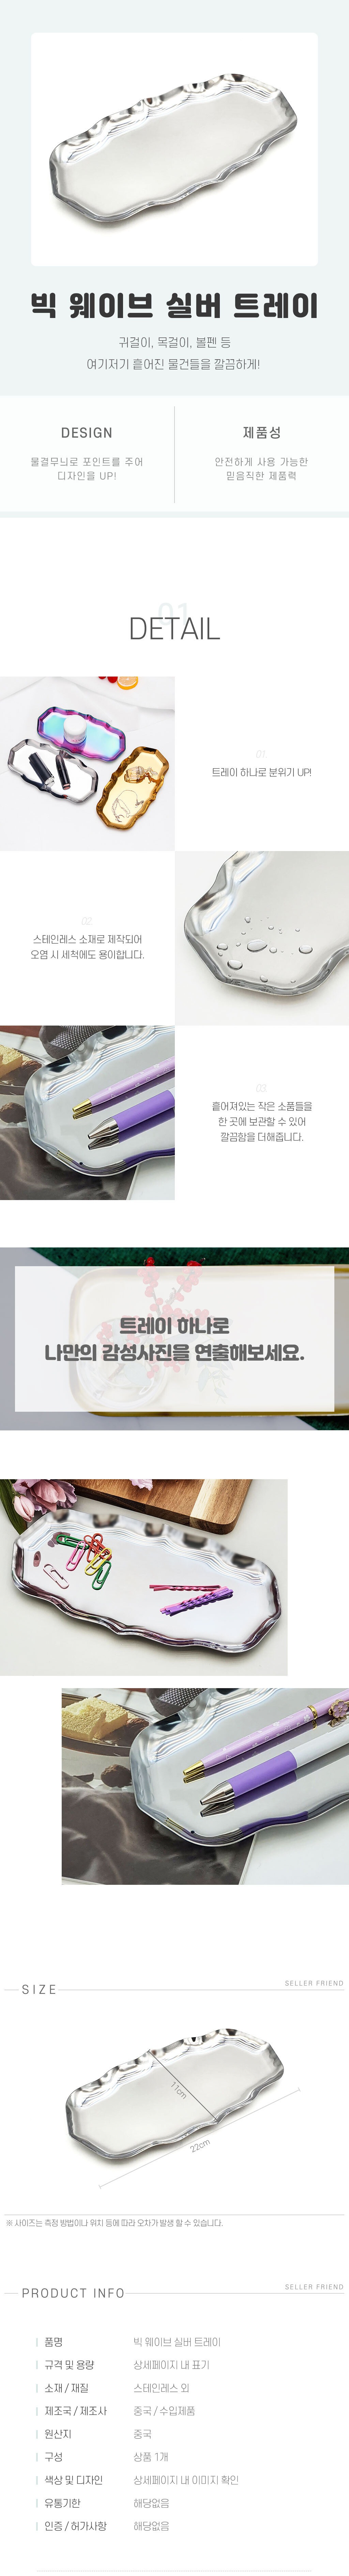 빅 웨이브 실버 트레이
귀걸이, 목걸이, 볼펜 등
여기저기 흩어진 물건들을 깔끔하게!
DESIGN
물결무늬로 포인트를 주어
디자인을 UP!
제품성
안전하게 사용 가능한
믿음직한 제품력
01
DETAIL
01
트레이 하나로 분위기 UP!
02
스테인레스 소재로 제작되어
오염 시 세척에도 용이합니다.
03
흩어져있는 작은 소품들을
한 곳에 보관할 수 있어
깔끔함을 더해줍니다.
트레이 하나로
나만의 감성사진을 연출해보세요.
SIZE
SELLER FRIEND
11cm
22cm
※ 사이즈는 측정 방법이나 위치 등에 따라 오차가 발생 할 수 있습니다.
PRODUCT INFO
SELLER FRIEND
품명 빅 웨이브 실버 트레이
규격 및 용량 상세페이지 내 표기
소재 / 재질 스테인레스 외
제조국 / 제조사 중국 / 수입제품
원산지 중국
구성 상품 1개
색상 및 디자인 상세페이지 내 이미지 확인
유통기한 해당없음
인증 / 허가사항 해당없음